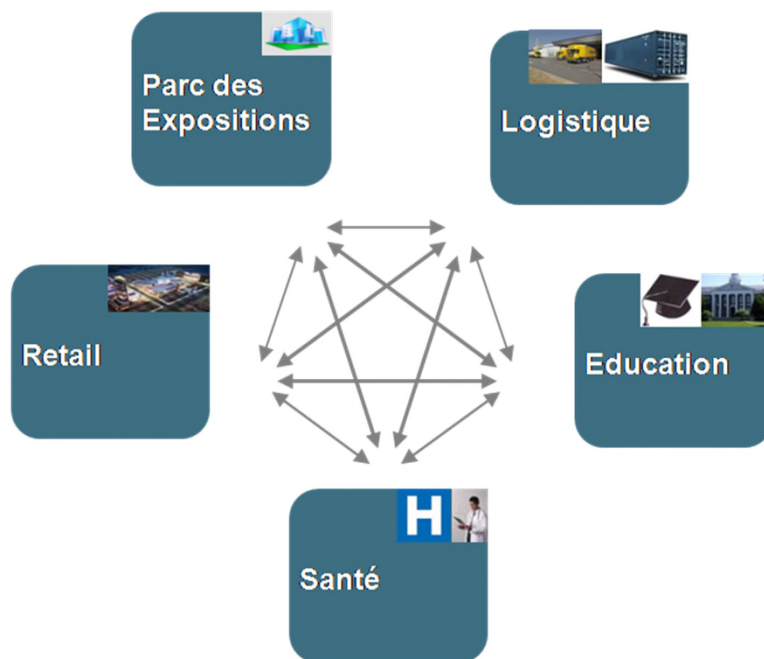 Parc des
Expositions
Logistique
Retail
Education
H
Santé